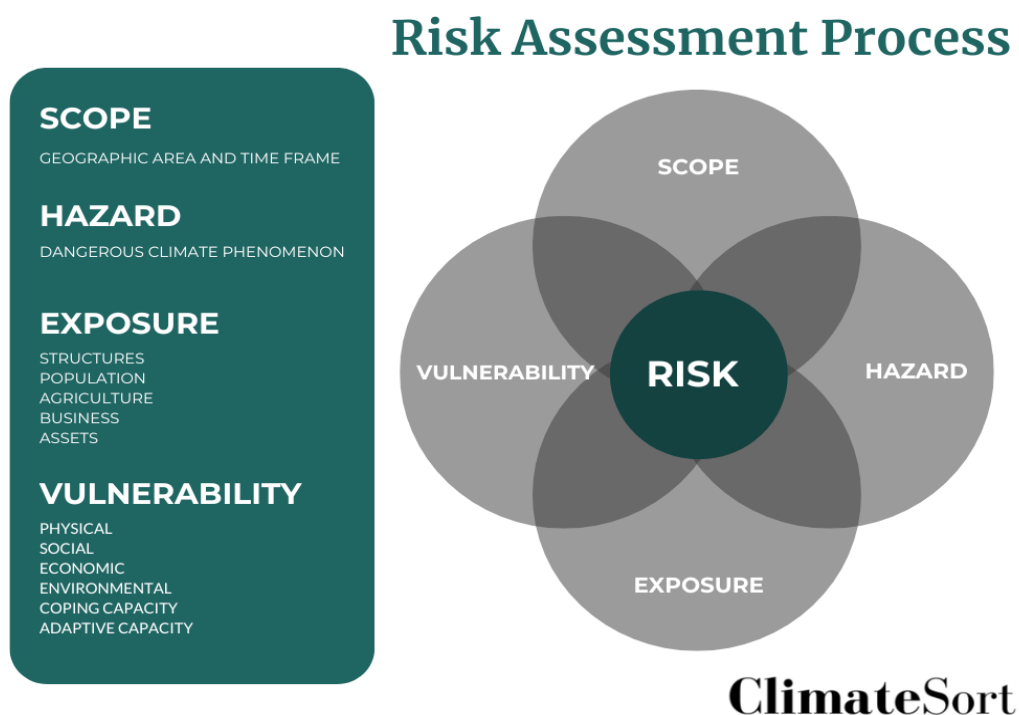 Risk Assessment Process
SCOPE
GEOGRAPHIC AREA AND TIME FRAME
HAZARD
DANGEROUS CLIMATE PHENOMENON
EXPOSURE
STRUCTURES
POPULATION
AGRICULTURE
BUSINESS
ASSETS
VULNERABILITY
PHYSICAL
SOCIAL
ECONOMIC
ENVIRONMENTAL
COPING CAPACITY
ADAPTIVE CAPACITY
SCOPE
VULNERABILITY
RISK
HAZARD
EXPOSURE
ClimateSort